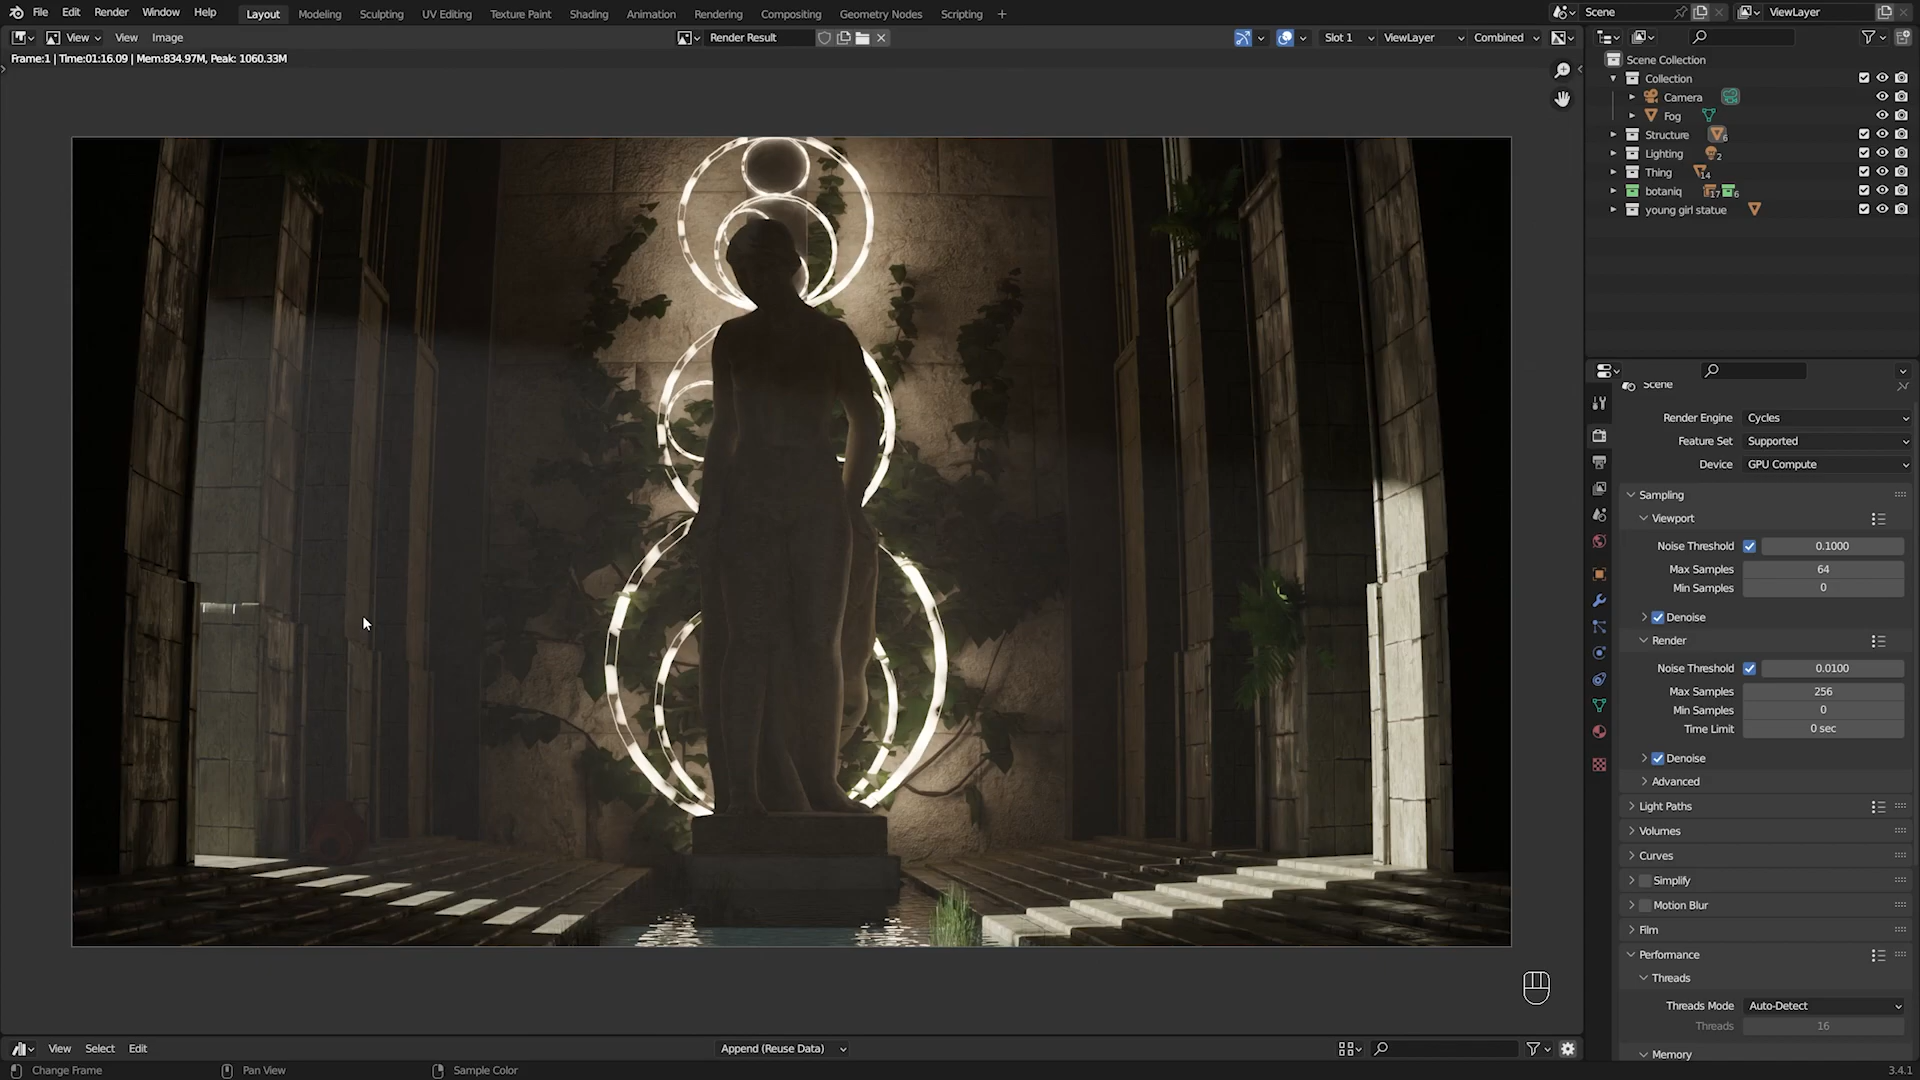 File Edit Render Window Help
Layout Modeling Sculpting UV Editing Texture Paint Shading Animation Rendering Compositing Geometry Nodes Scripting +
Scene
ViewLayer
View View Image
Render Result
Slot 1 ViewLayer Combined
Frame:1 | Time:01:16.09 | Mem:834.97M, Peak: 1060.33M
Scene Collection
Collection
Camera
Fog
Structure 6
Lighting 2
Thing 14
botaniq 17 6
young girl statue
Scene
Render Engine Cycles
Feature Set Supported
Device GPU Compute
Sampling
Viewport
Noise Threshold 0.1000
Max Samples 64
Min Samples 0
Denoise
Render
Noise Threshold 0.0100
Max Samples 256
Min Samples 0
Time Limit 0 sec
Denoise
Advanced
Light Paths
Volumes
Curves
Simplify
Motion Blur
Film
Performance
Threads
Threads Mode Auto-Detect
Threads 16
Memory
View Select Edit
Append (Reuse Data)
Change Frame
Pan View
Sample Color
3.4.1